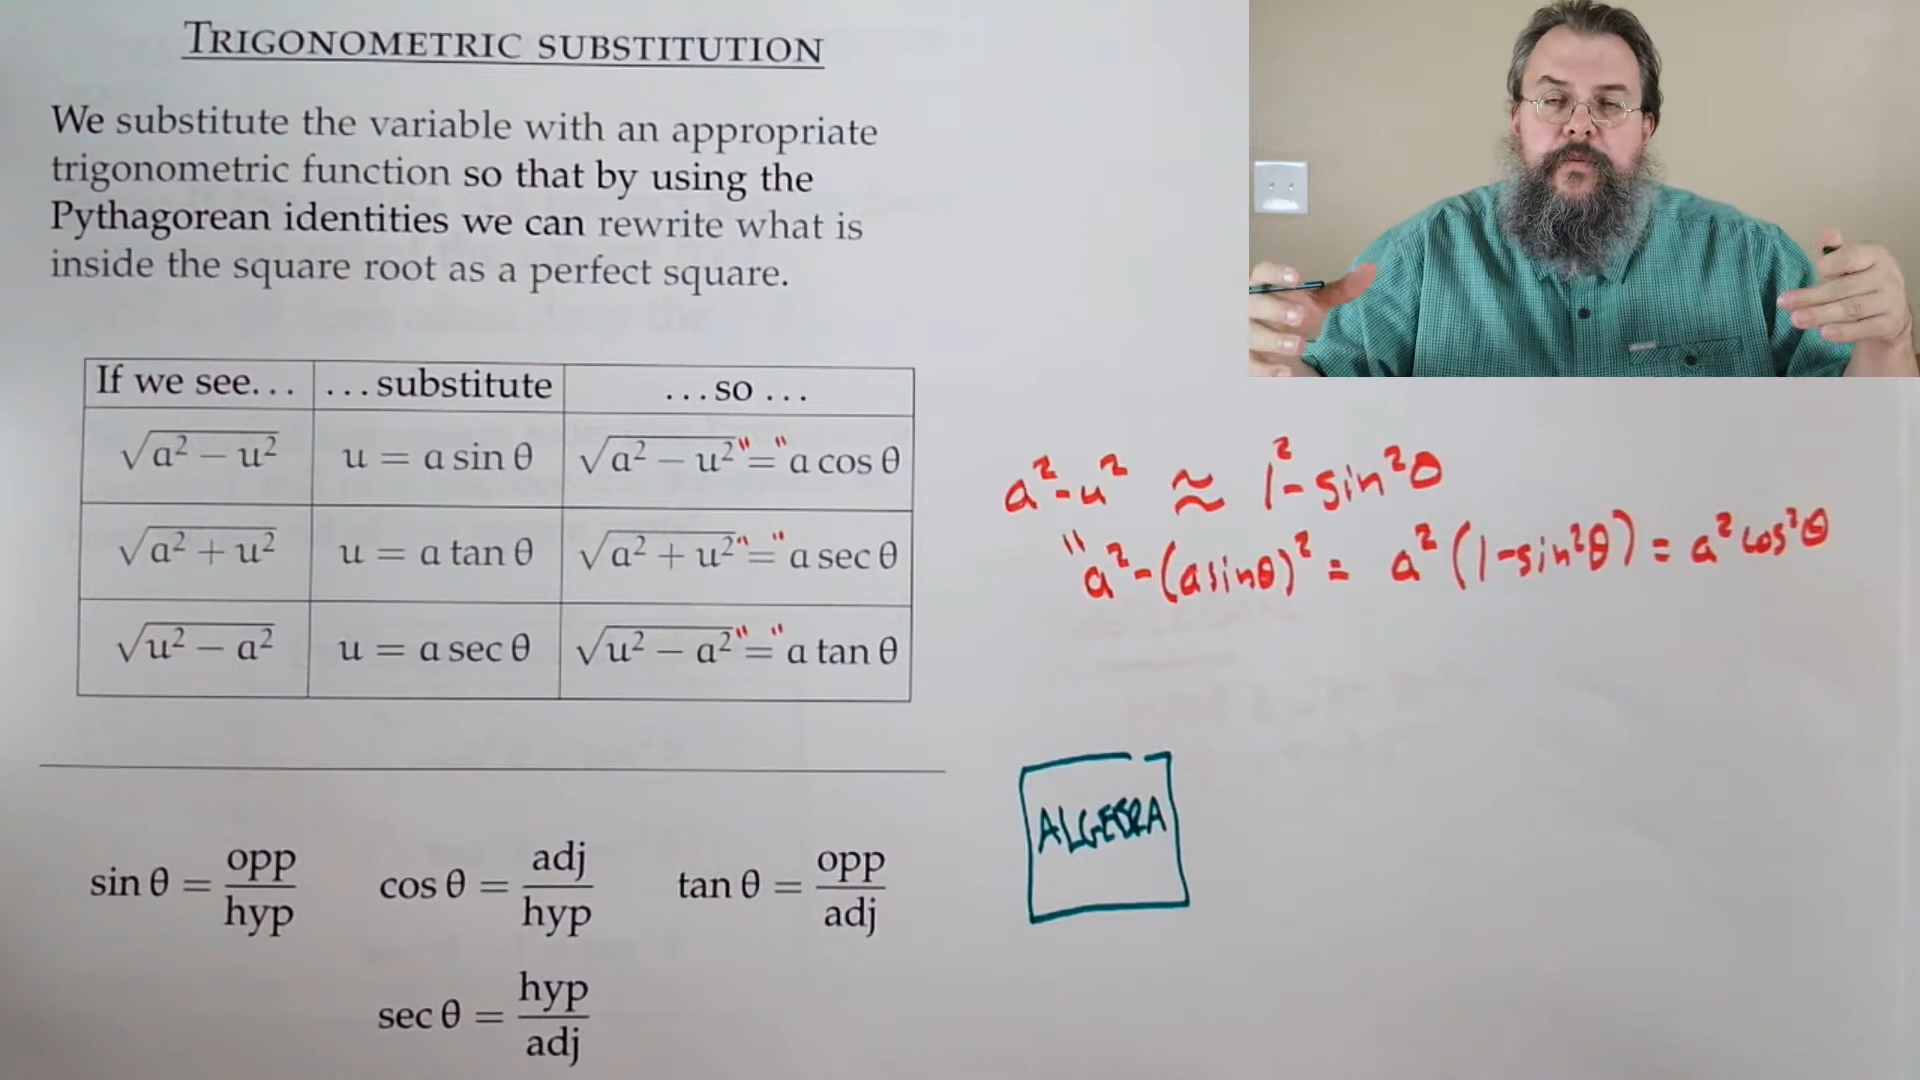 TRIGONOMETRIC SUBSTITUTION
We substitute the variable with an appropriate
trigonometric function so that by using the
Pythagorean identities we can rewrite what is
inside the square root as a perfect square.
If we see... ...substitute ...so...
√a² − u² u = a sin θ √a² − u² "=" a cos θ
√a² + u² u = a tan θ √a² + u² "=" a sec θ
√u² − a² u = a sec θ √u² − a² "=" a tan θ
a² - u² ≈ 1² - sin²θ
" a² - (a sin θ)² = a² (1 - sin²θ) = a² cos²θ
ALGEBRA
sin θ = opp/hyp cos θ = adj/hyp tan θ = opp/adj
sec θ = hyp/adj